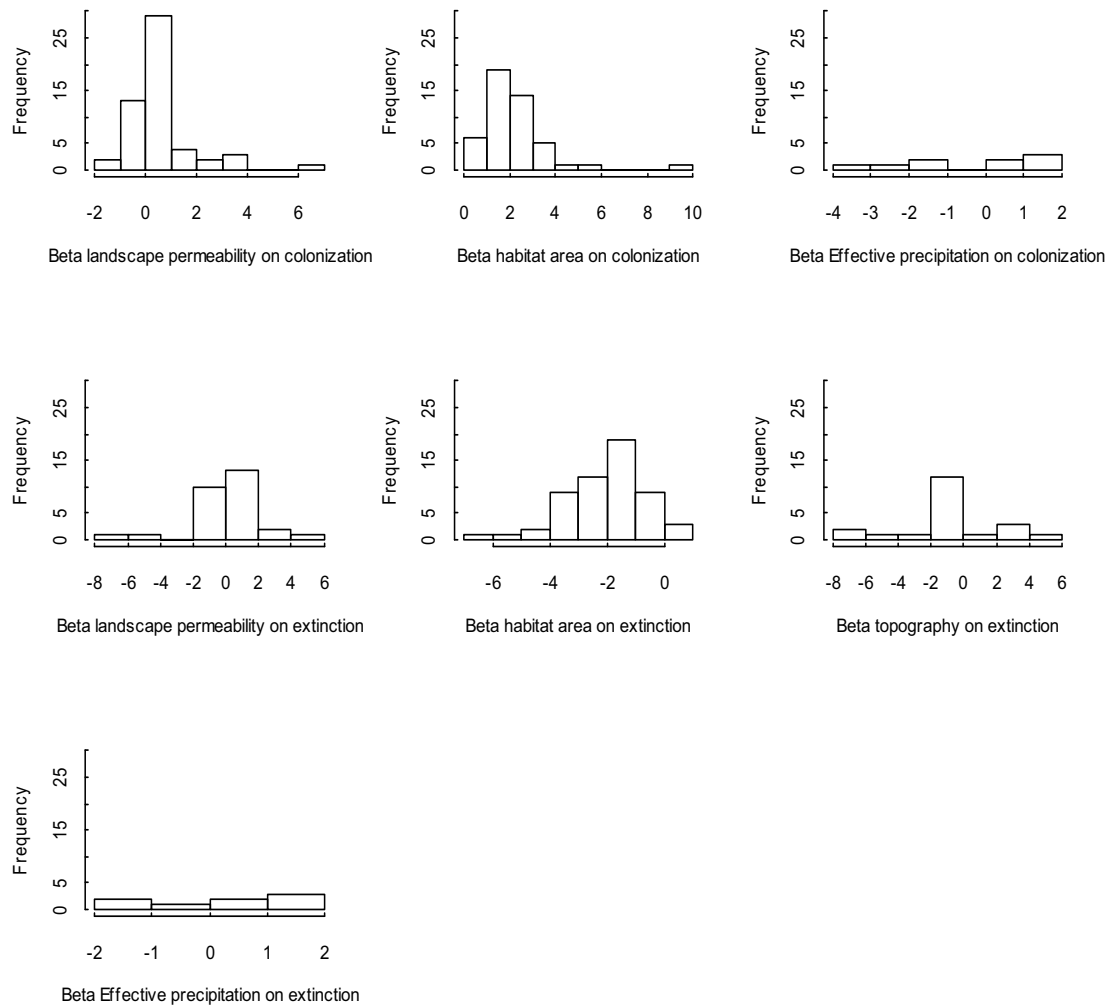 Frequency
25
15
5
0
-2 0 2 4 6
Beta landscape permeability on colonization
Frequency
25
15
5
0
0 2 4 6 8 10
Beta habitat area on colonization
Frequency
25
15
5
0
-4 -3 -2 -1 0 1 2
Beta Effective precipitation on colonization
Frequency
25
15
5
0
-8 -6 -4 -2 0 2 4 6
Beta landscape permeability on extinction
Frequency
25
15
5
0
-6 -4 -2 0
Beta habitat area on extinction
Frequency
25
15
5
0
-8 -6 -4 -2 0 2 4 6
Beta topography on extinction
Frequency
25
15
5
0
-2 -1 0 1 2
Beta Effective precipitation on extinction